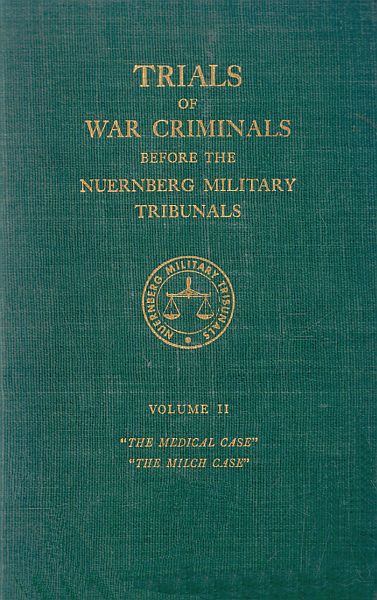 TRIALS
OF
WAR CRIMINALS
BEFORE THE
NUERNBERG MILITARY
TRIBUNALS
NUERNBERG MILITARY TRIBUNALS
VOLUME II
"THE MEDICAL CASE"
"THE MILCH CASE"